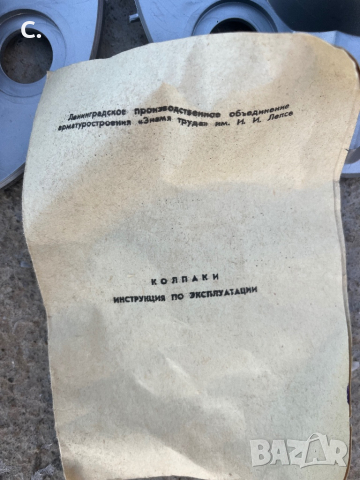 C.
Ленинградское производственное объединение
арматуростроения «Знамя труда» им. Н. И. Лепсе
КОЛПАКИ
ИНСТРУКЦИЯ ПО ЭКСПЛУАТАЦИИ
BAZAR